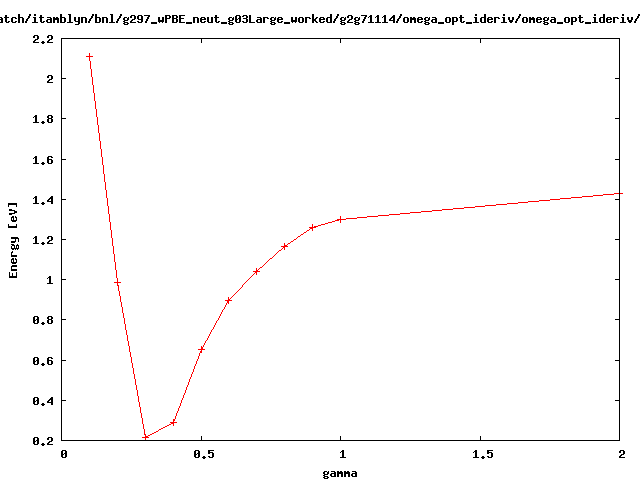 atch/itamblyn/bnl/g297_wPBE_neut_g03Large_worked/g2g71114/omega_opt_ideriv/omega_opt_ideriv/
2.2
2
1.8
1.6
1.4
1.2
1
0.8
0.6
0.4
0.2
Energy [eV]
0 0.5 1 1.5 2
gamma